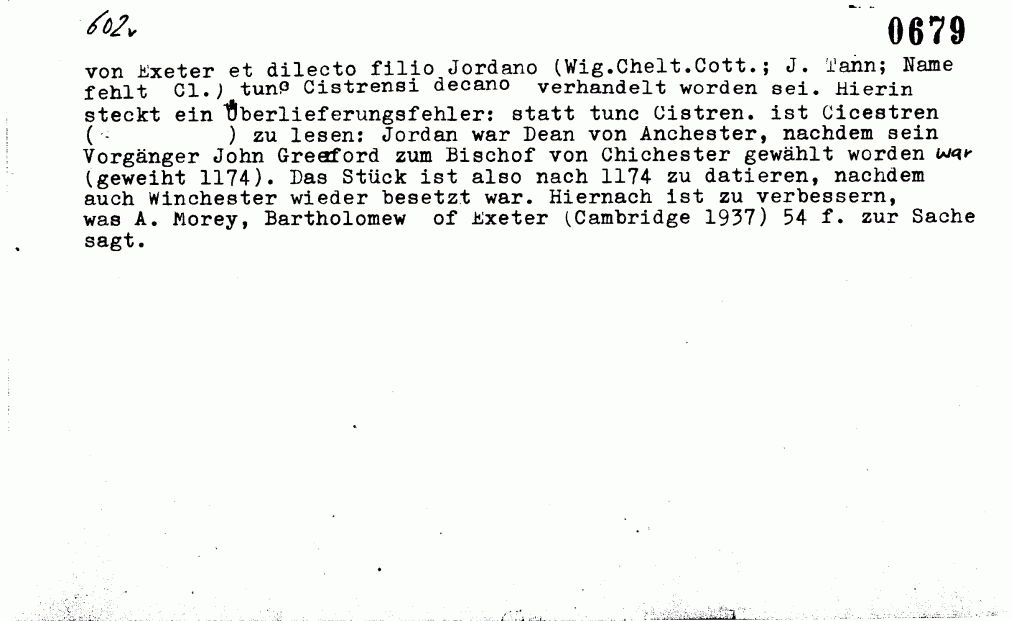 602v
0679
von Exeter et dilecto filio Jordano (Wig.Chelt.Cott.; J. Tann; Name
fehlt Cl.) tunc Cistrensi decano verhandelt worden sei. Hierin
steckt ein Überlieferungsfehler: statt tunc Cistren. ist Cicestren
( ) zu lesen: Jordan war Dean von Anchester, nachdem sein
Vorgänger John Greeford zum Bischof von Chichester gewählt worden war
(geweiht 1174). Das Stück ist also nach 1174 zu datieren, nachdem
auch Winchester wieder besetzt war. Hiernach ist zu verbessern,
was A. Morey, Bartholomew of Exeter (Cambridge 1937) 54 f. zur Sache
sagt.